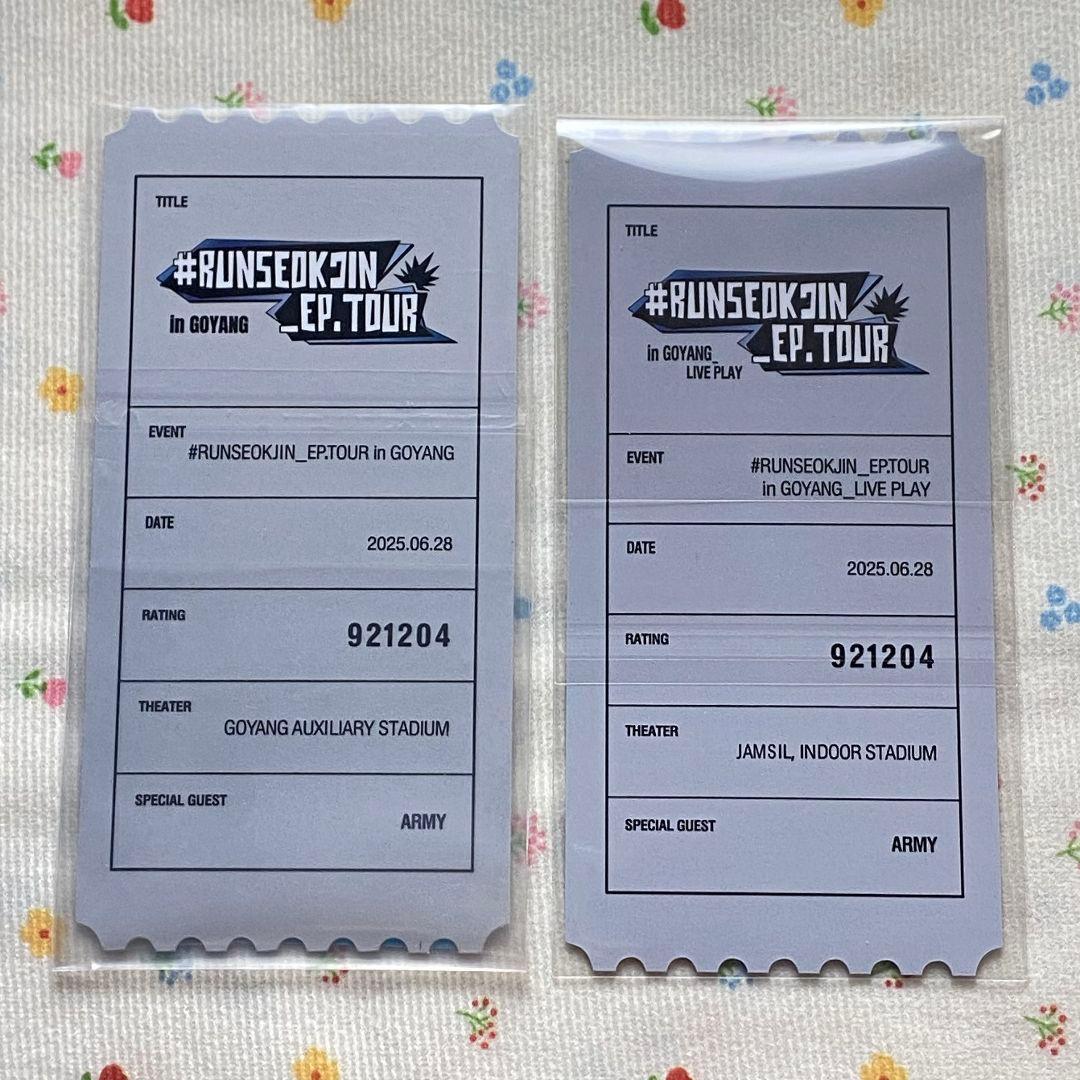 TITLE
#RUNSEOKJIN
_EP.TOUR
in GOYANG
EVENT
#RUNSEOKJIN_EP.TOUR in GOYANG
DATE
2025.06.28
RATING
921204
THEATER
GOYANG AUXILIARY STADIUM
SPECIAL GUEST
ARMY
TITLE
#RUNSEOKJIN
_EP.TOUR
in GOYANG_
LIVE PLAY
EVENT
#RUNSEOKJIN_EP.TOUR
in GOYANG_LIVE PLAY
DATE
2025.06.28
RATING
921204
THEATER
JAMSIL, INDOOR STADIUM
SPECIAL GUEST
ARMY